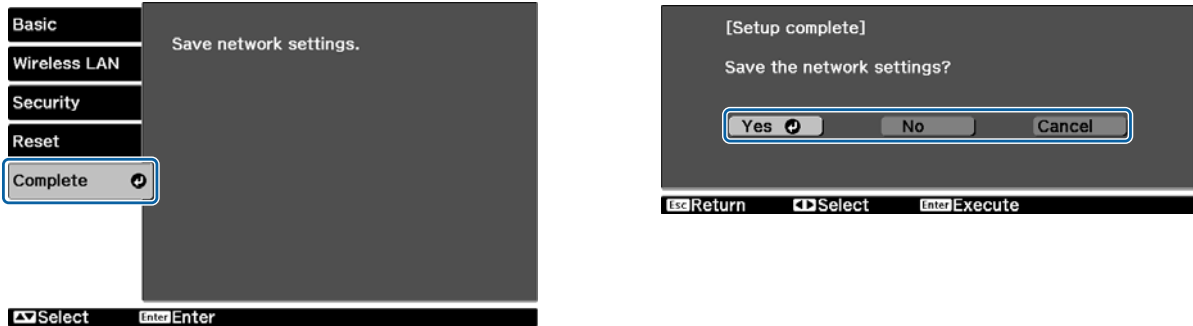 Basic
Save network settings.
Wireless LAN
Security
Reset
Complete
Select Enter Enter
[Setup complete]
Save the network settings?
Yes No Cancel
Esc Return Select Enter Execute